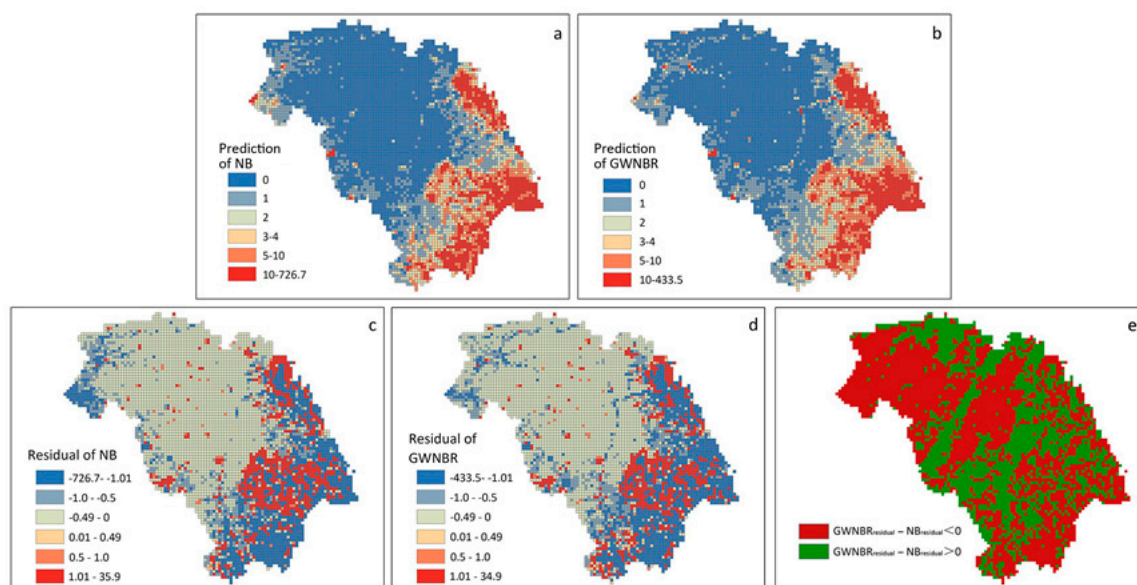 a
Prediction
of NB
0
1
2
3-4
5-10
10-726.7
b
Prediction
of GWNBR
0
1
2
3-4
5-10
10-433.5
c
Residual of NB
-726.7- -1.01
-1.0 - -0.5
-0.49 - 0
0.01 - 0.49
0.5 - 1.0
1.01 - 35.9
d
Residual of
GWNBR
-433.5- -1.01
-1.0 - -0.5
-0.49 - 0
0.01 - 0.49
0.5 - 1.0
1.01 - 34.9
e
GWNBRresidual – NBresidual<0
GWNBRresidual – NBresidual>0